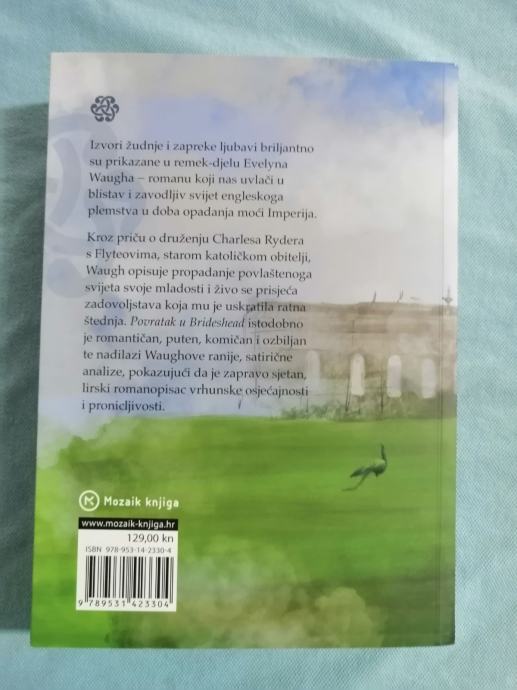 Izvori žudnje i zapreke ljubavi briljantno
su prikazane u remek-djelu Evelyna
Waugha – romanu koji nas uvlači u
blistav i zavodljiv svijet engleskoga
plemstva u doba opadanja moći Imperija.
Kroz priču o druženju Charlesa Rydera
s Flyteovima, starom katoličkom obitelji,
Waugh opisuje propadanje povlaštenoga
svijeta svoje mladosti i živo se prisjeća
zadovoljstava koja mu je uskratila ratna
štednja. Povratak u Brideshead istodobno
je romantičan, puten, komičan i ozbiljan
te nadilazi Waughove ranije, satirične
analize, pokazujući da je zapravo sjetan,
lirski romanopisac vrhunske osjećajnosti
i pronicljivosti.
Mozaik knjiga
www.mozaik-knjiga.hr
129,00 kn
ISBN 978-953-14-2330-4
9 789531 423304